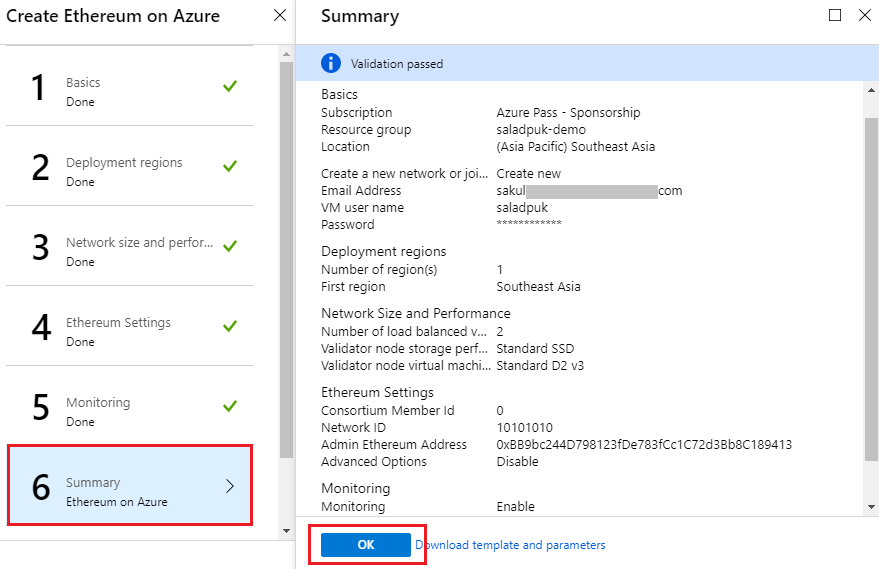 Create Ethereum on Azure
1
Basics
Done
2
Deployment regions
Done
3
Network size and perfor...
Done
4
Ethereum Settings
Done
5
Monitoring
Done
6
Summary
Ethereum on Azure
Summary
Validation passed
Basics
Subscription Azure Pass - Sponsorship
Resource group saladpuk-demo
Location (Asia Pacific) Southeast Asia
Create a new network or joi... Create new
Email Address sakul com
VM user name saladpuk
Password ************
Deployment regions
Number of region(s) 1
First region Southeast Asia
Network Size and Performance
Number of load balanced v... 2
Validator node storage perf... Standard SSD
Validator node virtual machi... Standard D2 v3
Ethereum Settings
Consortium Member Id 0
Network ID 10101010
Admin Ethereum Address 0xBB9bc244D798123fDe783fCc1C72d3Bb8C189413
Advanced Options Disable
Monitoring
Monitoring Enable
OK Download template and parameters